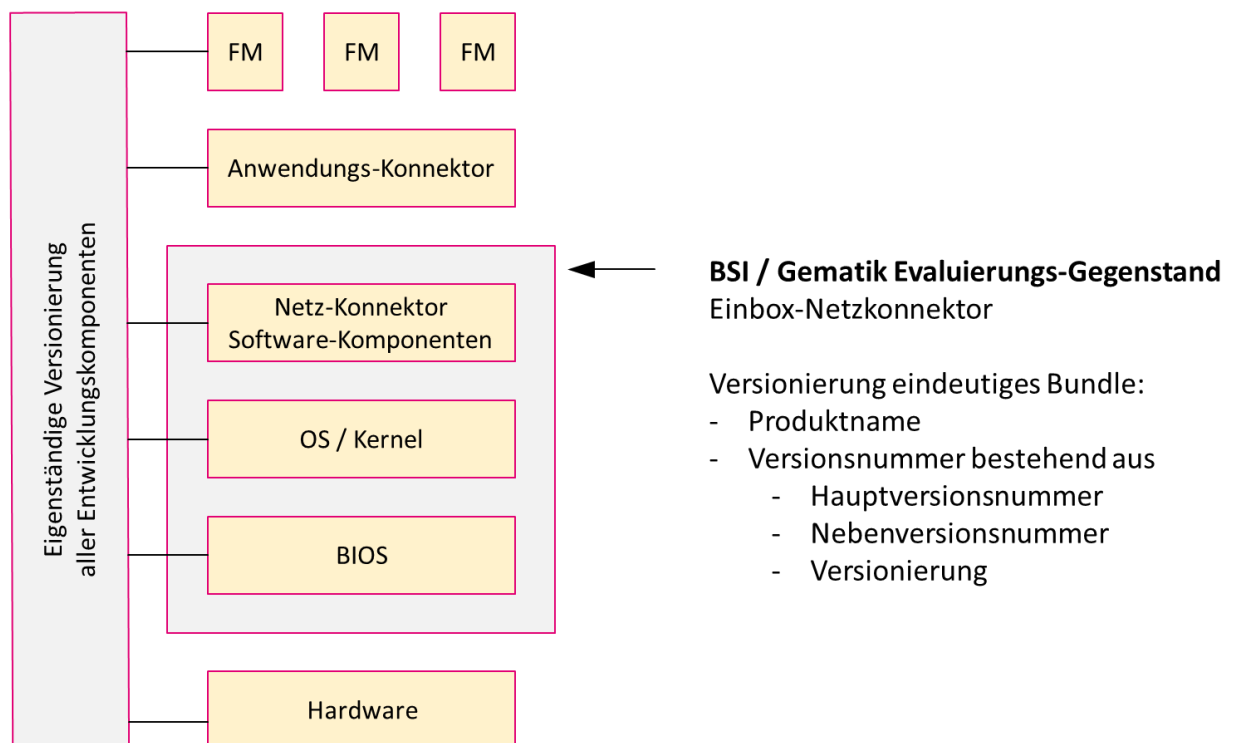 Eigenständige Versionierung
aller Entwicklungskomponenten
FM
FM
FM
Anwendungs-Konnektor
Netz-Konnektor
Software-Komponenten
OS / Kernel
BIOS
Hardware
BSI / Gematik Evaluierungs-Gegenstand
Einbox-Netzkonnektor
Versionierung eindeutiges Bundle:
- Produktname
- Versionsnummer bestehend aus
- Hauptversionsnummer
- Nebenversionsnummer
- Versionierung